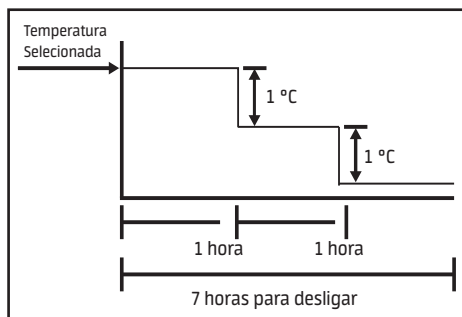 Temperatura
Selecionada
1 °C
1 °C
1 hora
1 hora
7 horas para desligar